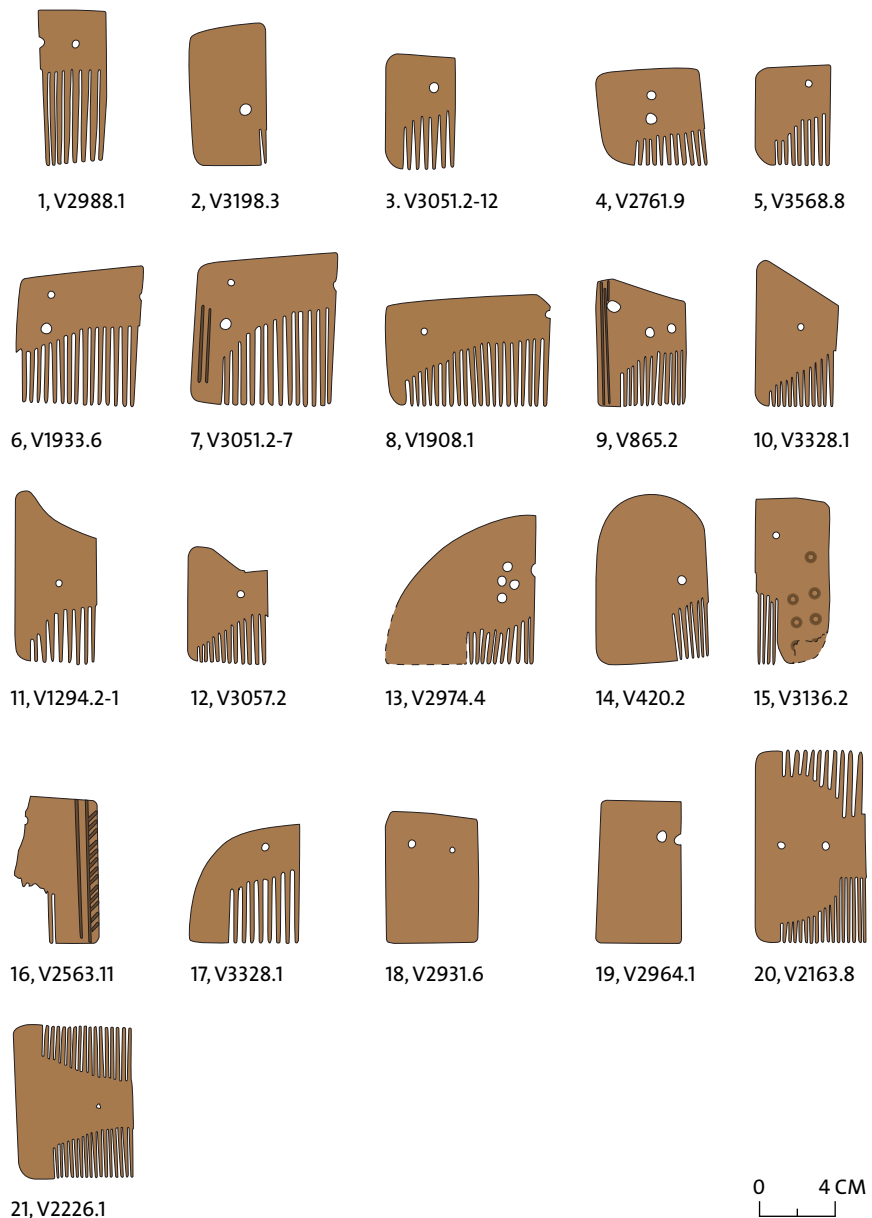 1, V2988.1
2, V3198.3
3. V3051.2-12
4, V2761.9
5, V3568.8
6, V1933.6
7, V3051.2-7
8, V1908.1
9, V865.2
10, V3328.1
11, V1294.2-1
12, V3057.2
13, V2974.4
14, V420.2
15, V3136.2
16, V2563.11
17, V3328.1
18, V2931.6
19, V2964.1
20, V2163.8
21, V2226.1
0 4 CM